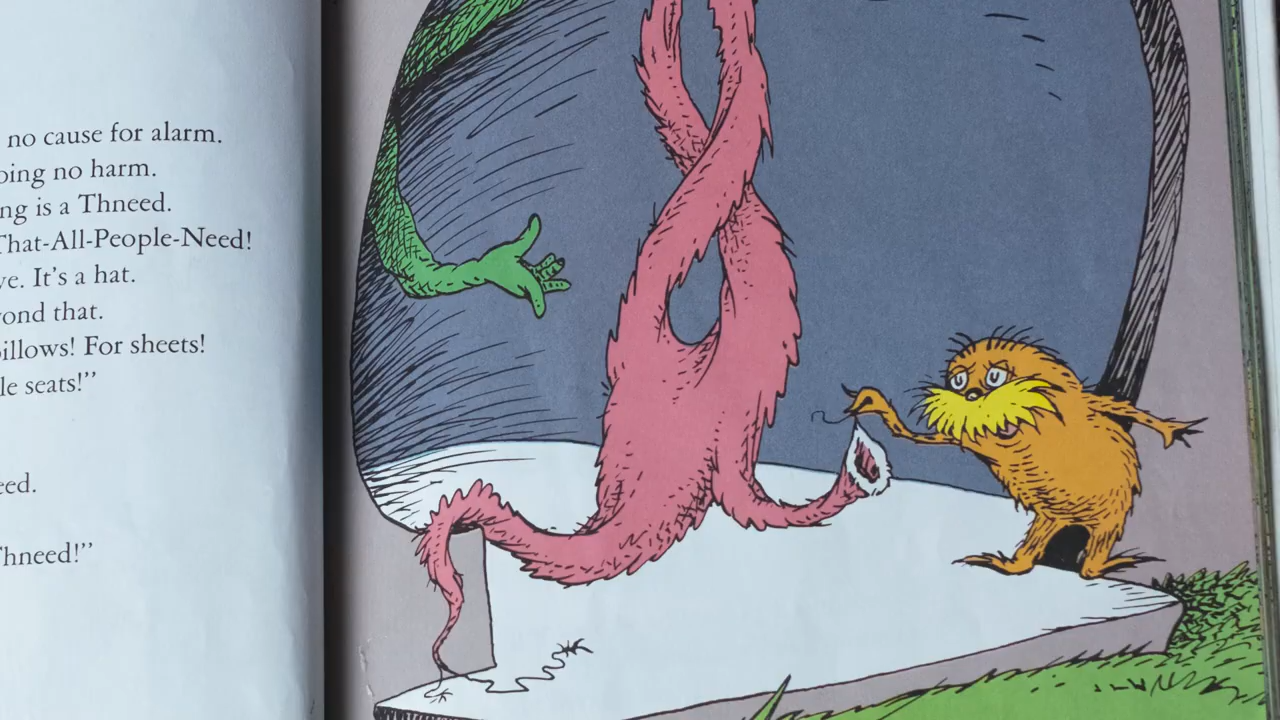 no cause for alarm.
oing no harm.
ng is a Thneed.
That-All-People-Need!
ve. It's a hat.
yond that.
pillows! For sheets!
le seats!"
eed.
Thneed!"